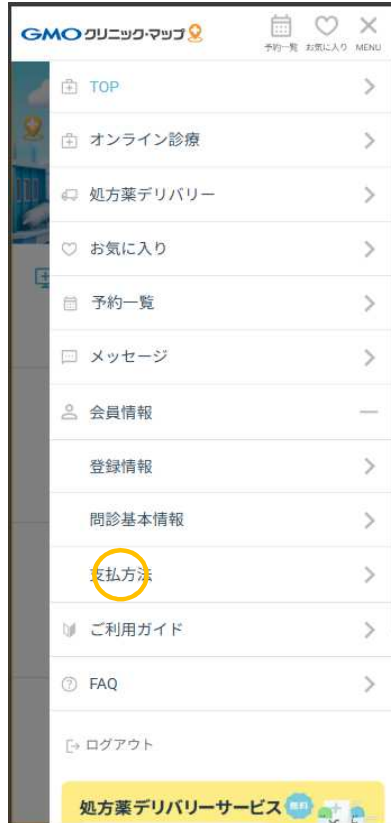 GMO クリニック・マップ
予約一覧 お気に入り MENU
TOP
オンライン診療
処方薬デリバリー
お気に入り
予約一覧
メッセージ
会員情報
登録情報
問診基本情報
支払方法
ご利用ガイド
FAQ
ログアウト
処方薬デリバリーサービス 無料